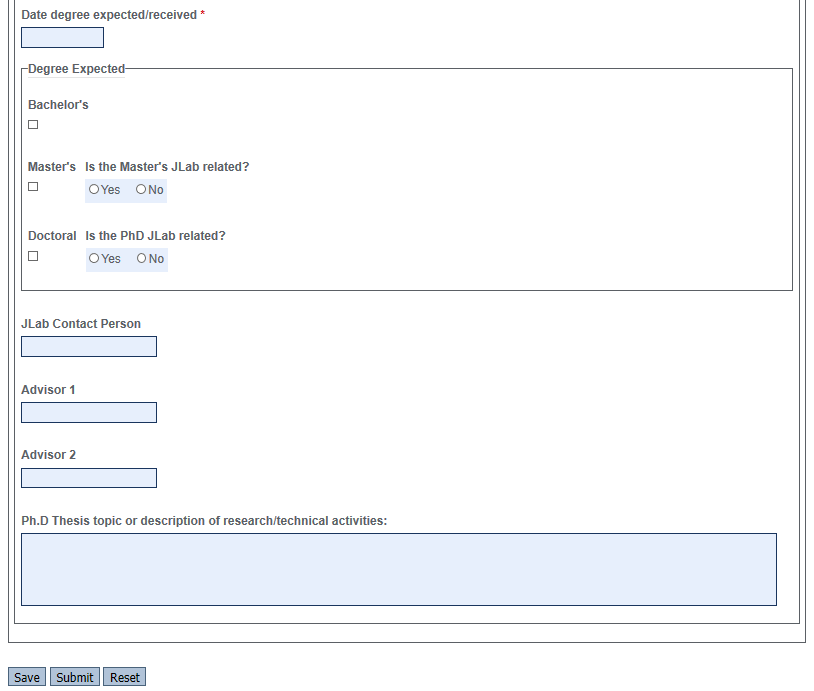 Date degree expected/received *
Degree Expected
Bachelor's
Master's Is the Master's JLab related?
Yes No
Doctoral Is the PhD JLab related?
Yes No
JLab Contact Person
Advisor 1
Advisor 2
Ph.D Thesis topic or description of research/technical activities:
Save Submit Reset